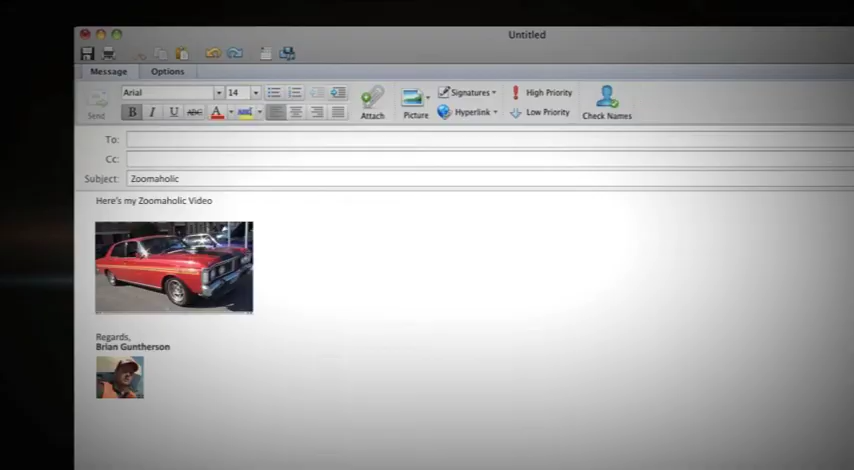 Untitled
Message Options
Arial 14 Signatures High Priority
B I U ABC A Send Attach Picture Hyperlink Low Priority Check Names
To:
Cc:
Subject: Zoomaholic
Here's my Zoomaholic Video
Regards,
Brian Guntherson